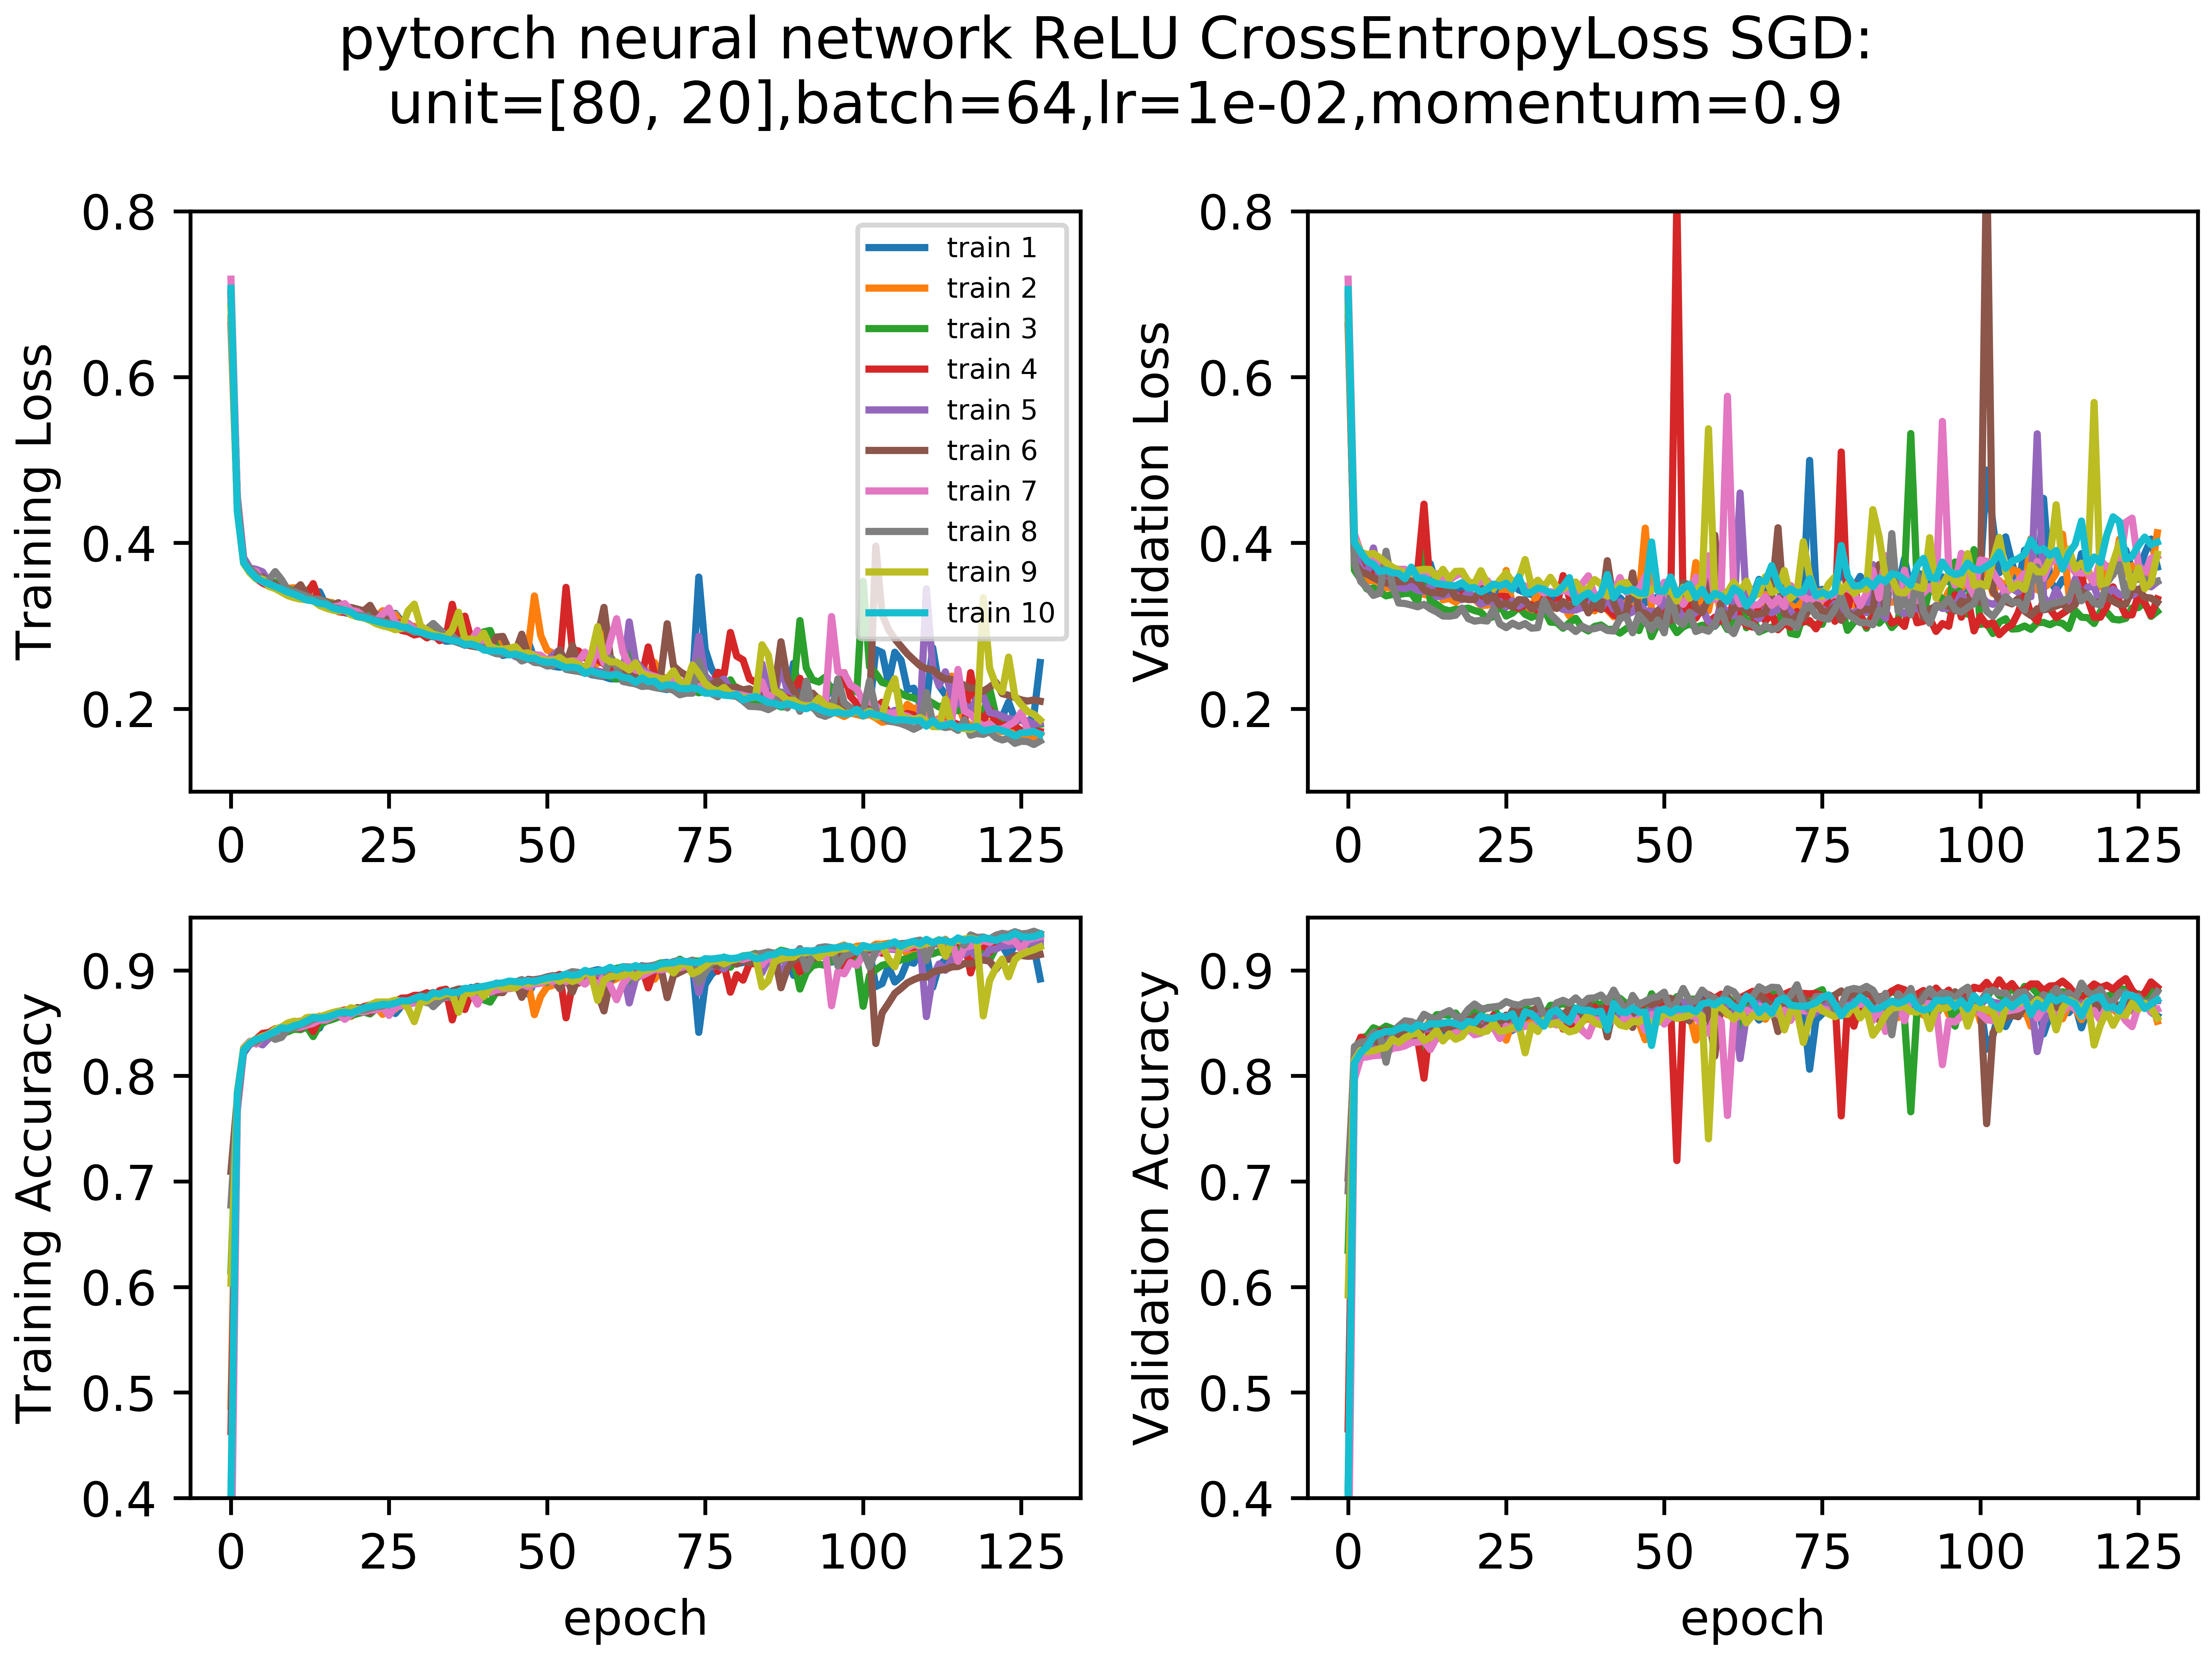 pytorch neural network ReLU CrossEntropyLoss SGD:
unit=[80, 20],batch=64,lr=1e-02,momentum=0.9
Training Loss
0.8
0.6
0.4
0.2
0
25
50
75
100
125
train 1
train 2
train 3
train 4
train 5
train 6
train 7
train 8
train 9
train 10
Validation Loss
0.8
0.6
0.4
0.2
0
25
50
75
100
125
Training Accuracy
0.9
0.8
0.7
0.6
0.5
0.4
0
25
50
75
100
125
epoch
Validation Accuracy
0.9
0.8
0.7
0.6
0.5
0.4
0
25
50
75
100
125
epoch